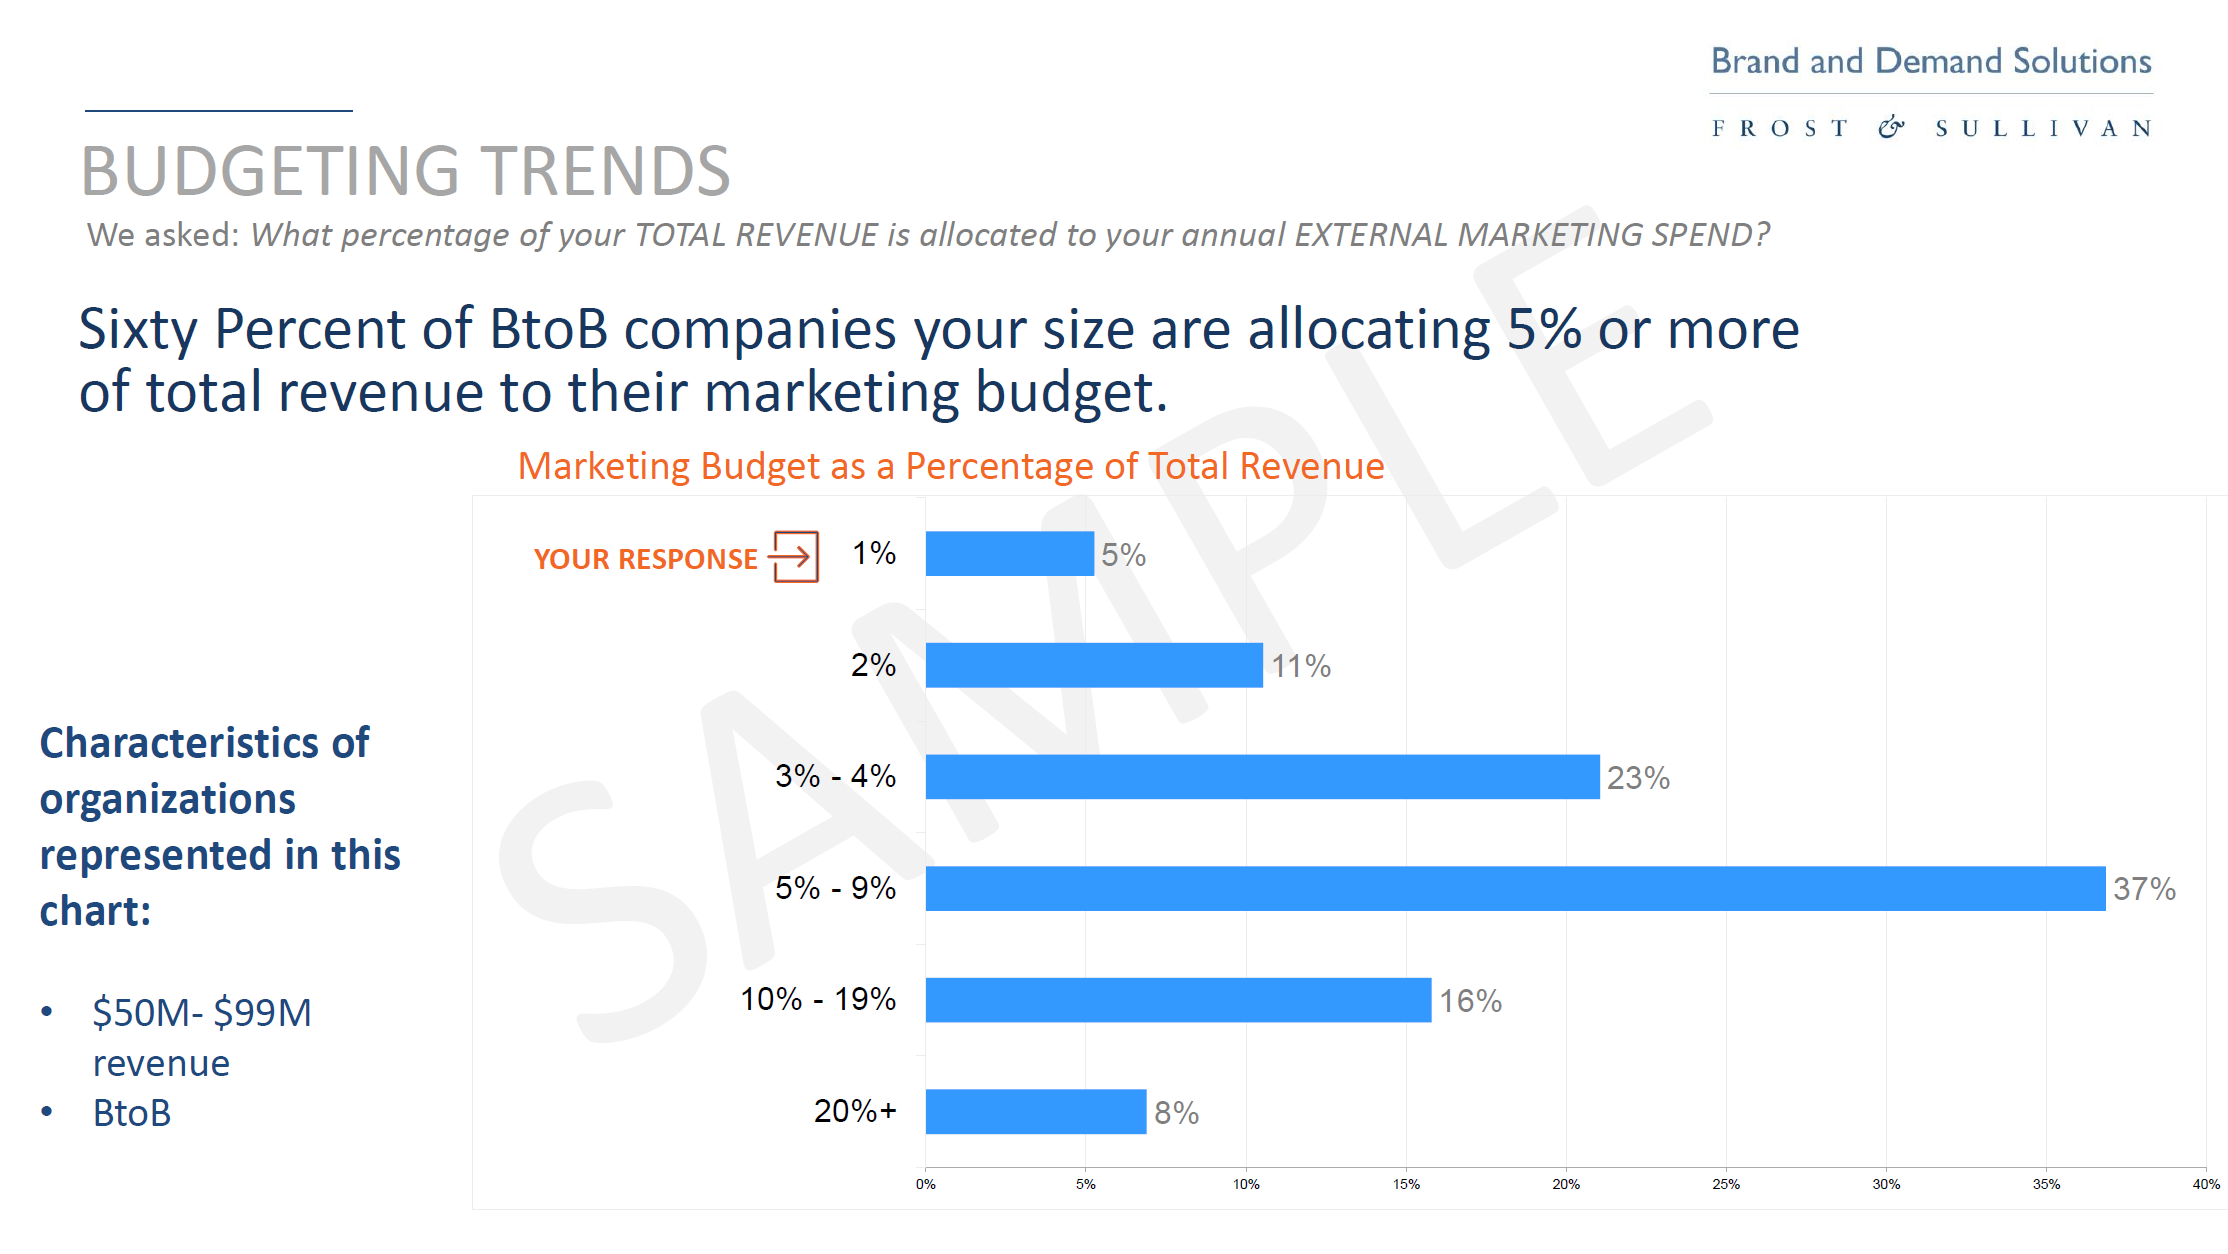 Brand and Demand Solutions
FROST & SULLIVAN
BUDGETING TRENDS
We asked: What percentage of your TOTAL REVENUE is allocated to your annual EXTERNAL MARKETING SPEND?
Sixty Percent of BtoB companies your size are allocating 5% or more
of total revenue to their marketing budget.
Marketing Budget as a Percentage of Total Revenue
YOUR RESPONSE 1% 5%
2% 11%
3% - 4% 23%
5% - 9% 37%
10% - 19% 16%
20%+ 8%
0% 5% 10% 15% 20% 25% 30% 35% 40%
Characteristics of
organizations
represented in this
chart:
• $50M- $99M
revenue
• BtoB
SAMPLE